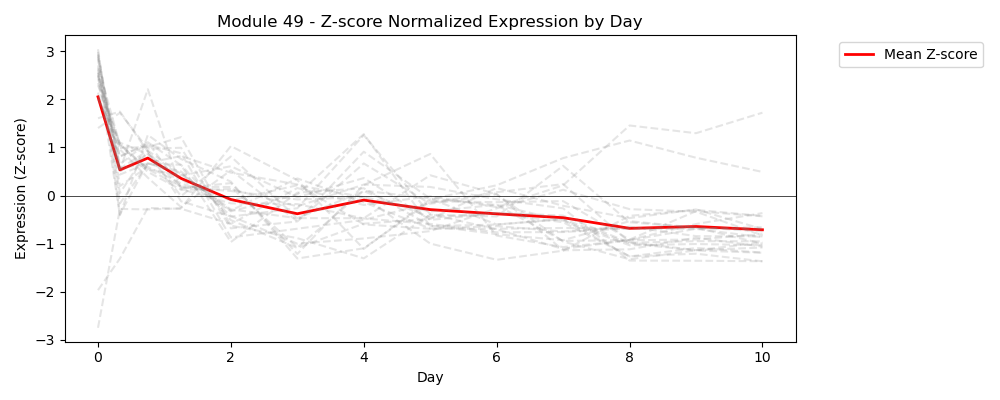 Module 49 - Z-score Normalized Expression by Day
Mean Z-score
Expression (Z-score)
3
2
1
0
−1
−2
−3
0 2 4 6 8 10
Day